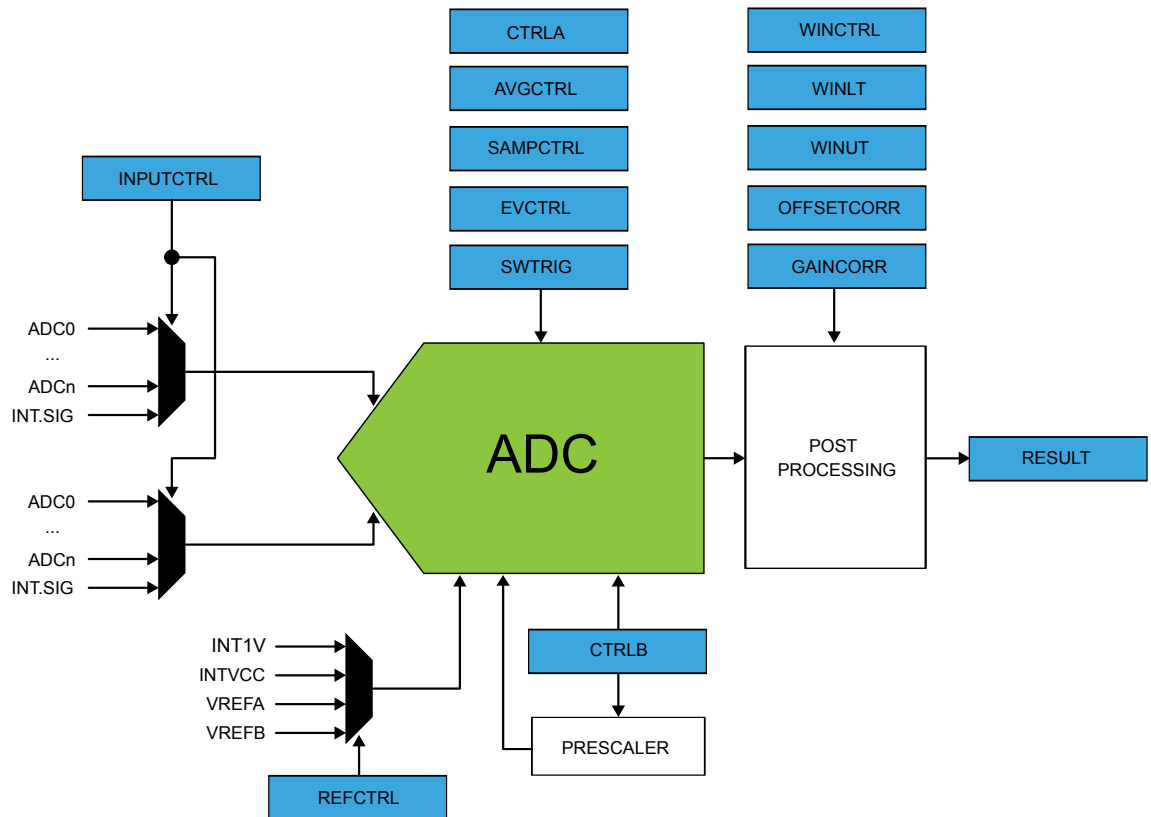 CTRLA
WINCTRL
AVGCTRL
WINLT
SAMPCTRL
WINUT
INPUTCTRL
EVCTRL
OFFSETCORR
SWTRIG
GAINCORR
ADC0
...
ADCn
INT.SIG
ADC
POST
PROCESSING
RESULT
ADC0
...
ADCn
INT.SIG
INT1V
INTVCC
VREFA
VREFB
CTRLB
PRESCALER
REFCTRL